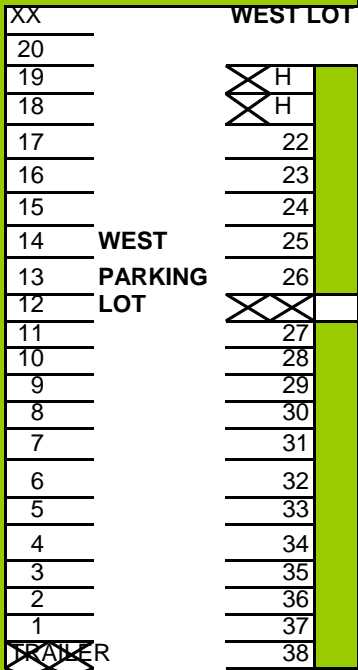 XX WEST LOT
20
19 H
18 H
17 22
16 23
15 24
14 WEST 25
13 PARKING 26
12 LOT
11 27
10 28
9 29
8 30
7 31
6 32
5 33
4 34
3 35
2 36
1 37
TRAILER 38